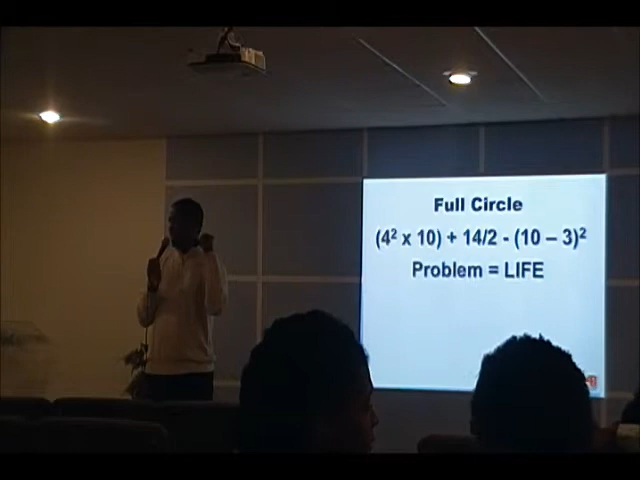 Full Circle
(4² x 10) + 14/2 - (10 – 3)²
Problem = LIFE